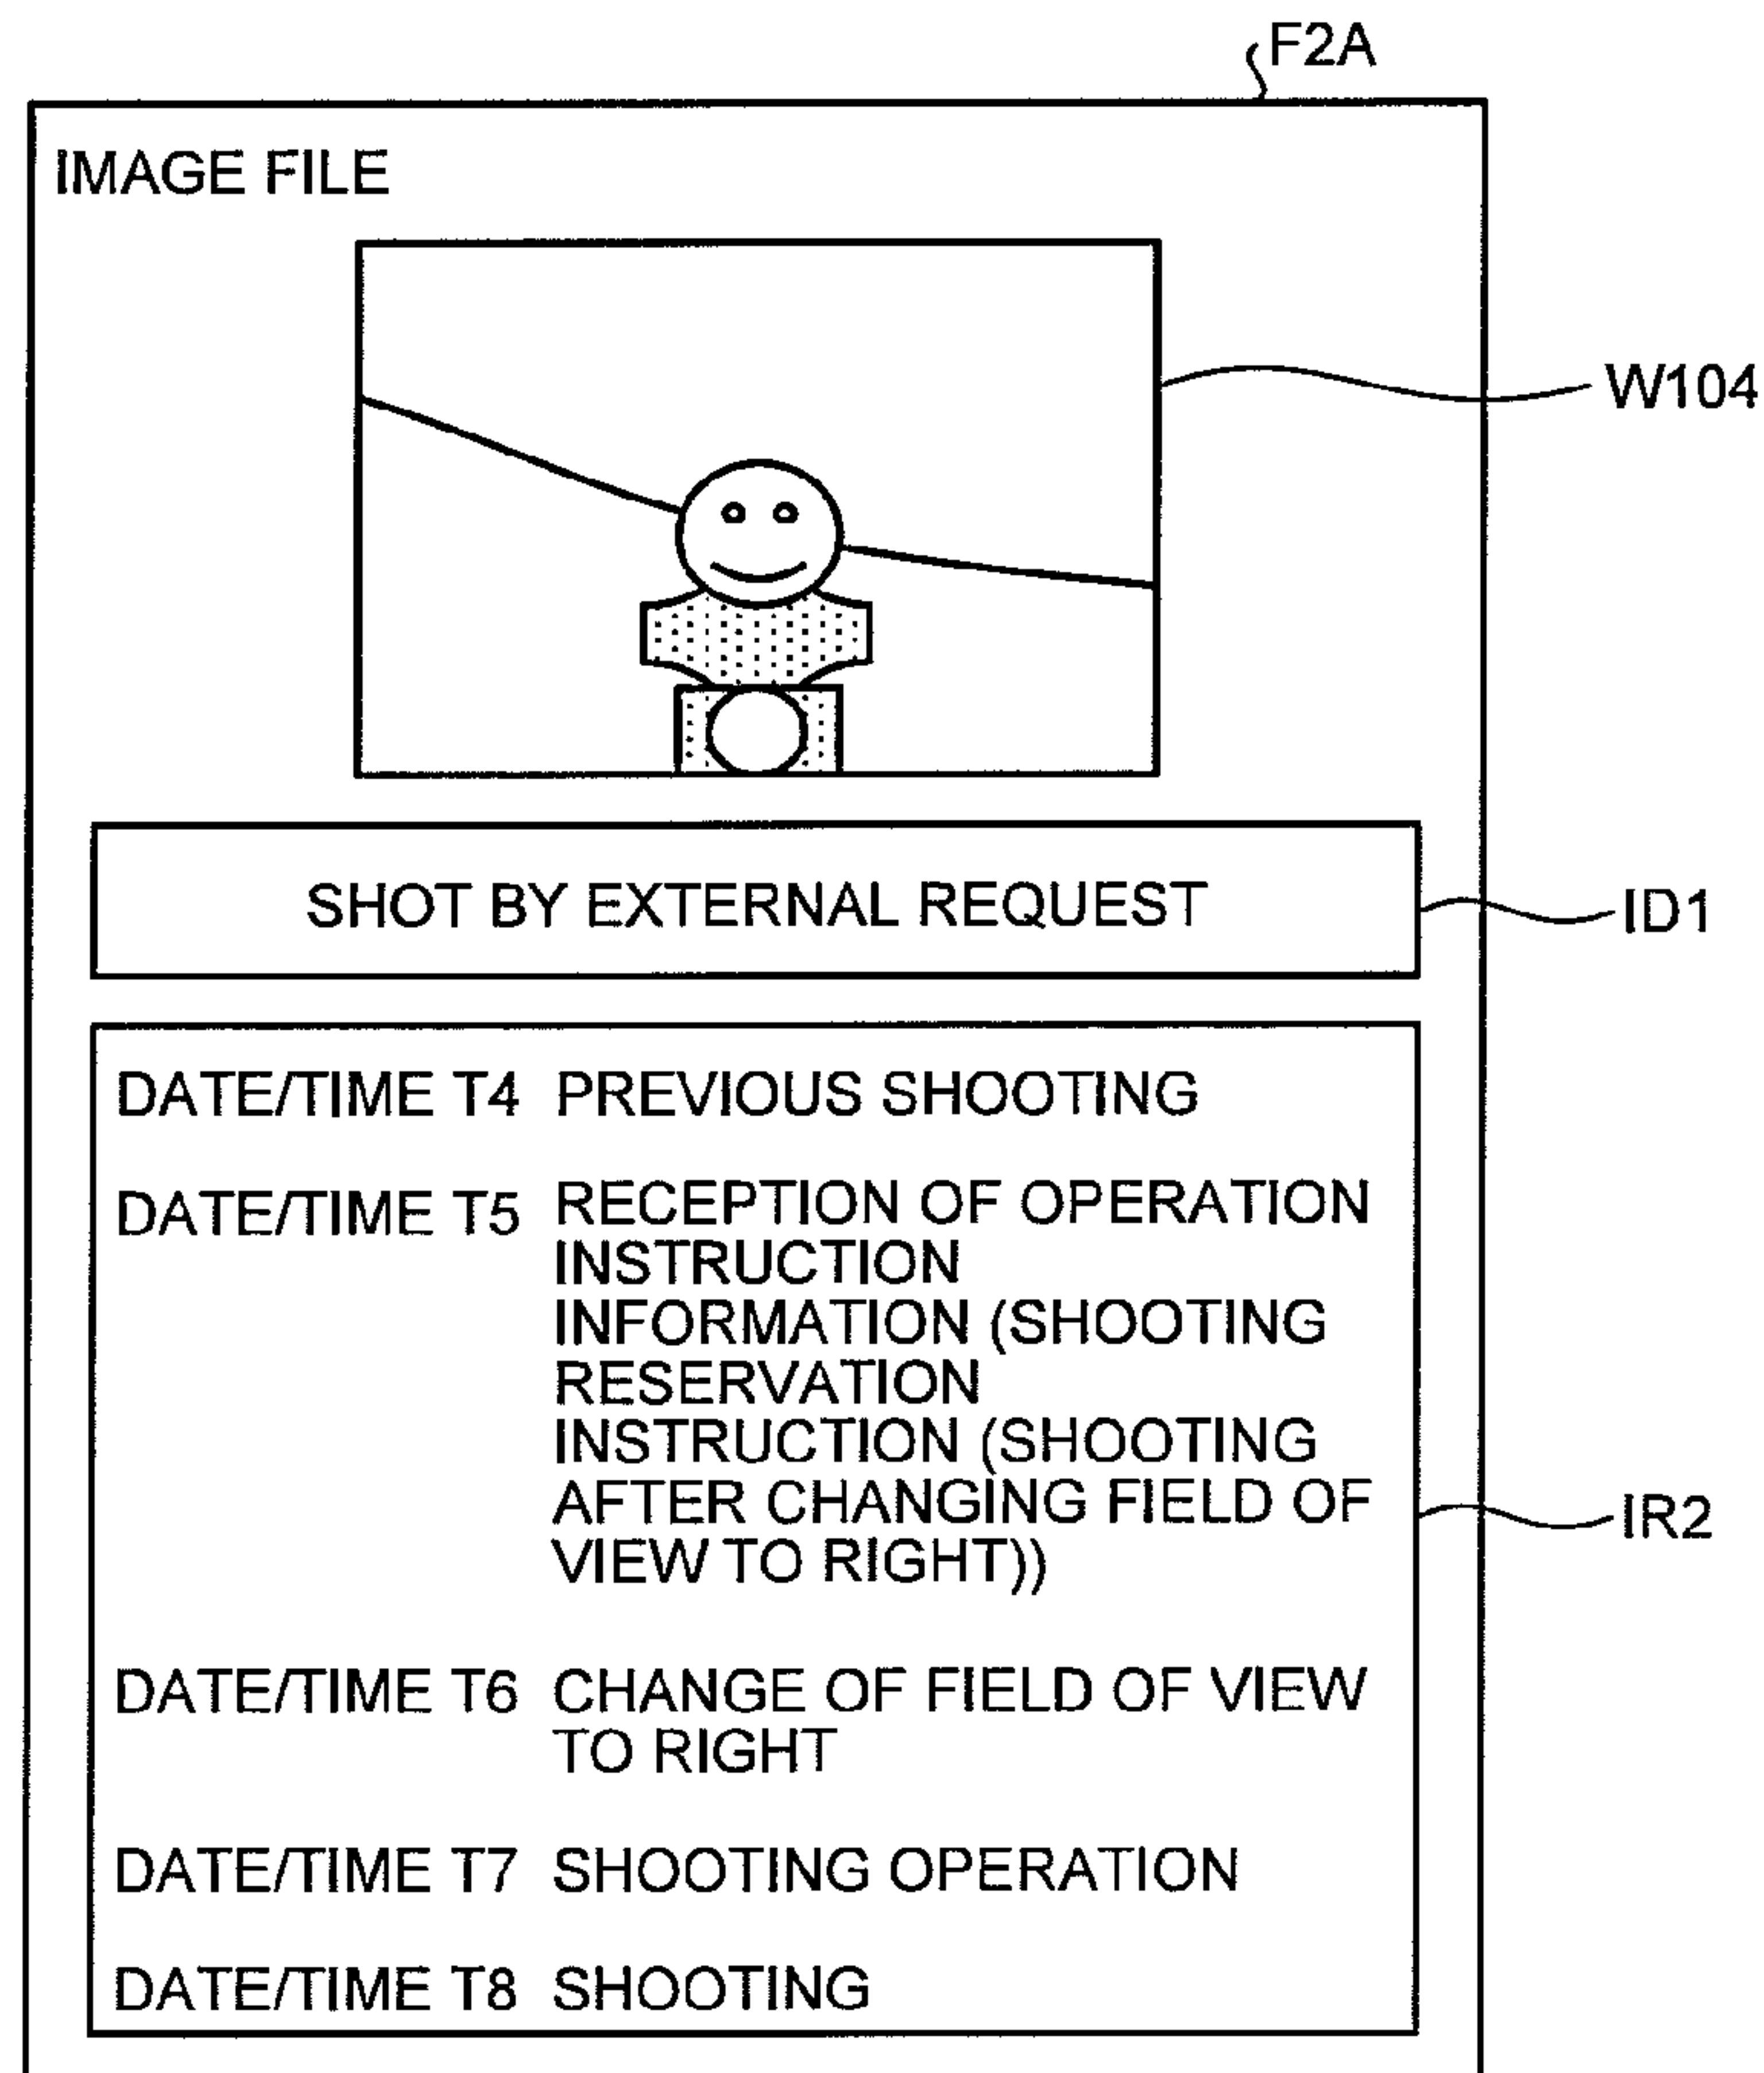 F2A
IMAGE FILE
W104
SHOT BY EXTERNAL REQUEST
ID1
DATE/TIME T4 PREVIOUS SHOOTING
DATE/TIME T5 RECEPTION OF OPERATION
INSTRUCTION
INFORMATION (SHOOTING
RESERVATION
INSTRUCTION (SHOOTING
AFTER CHANGING FIELD OF
VIEW TO RIGHT))
IR2
DATE/TIME T6 CHANGE OF FIELD OF VIEW
TO RIGHT
DATE/TIME T7 SHOOTING OPERATION
DATE/TIME T8 SHOOTING